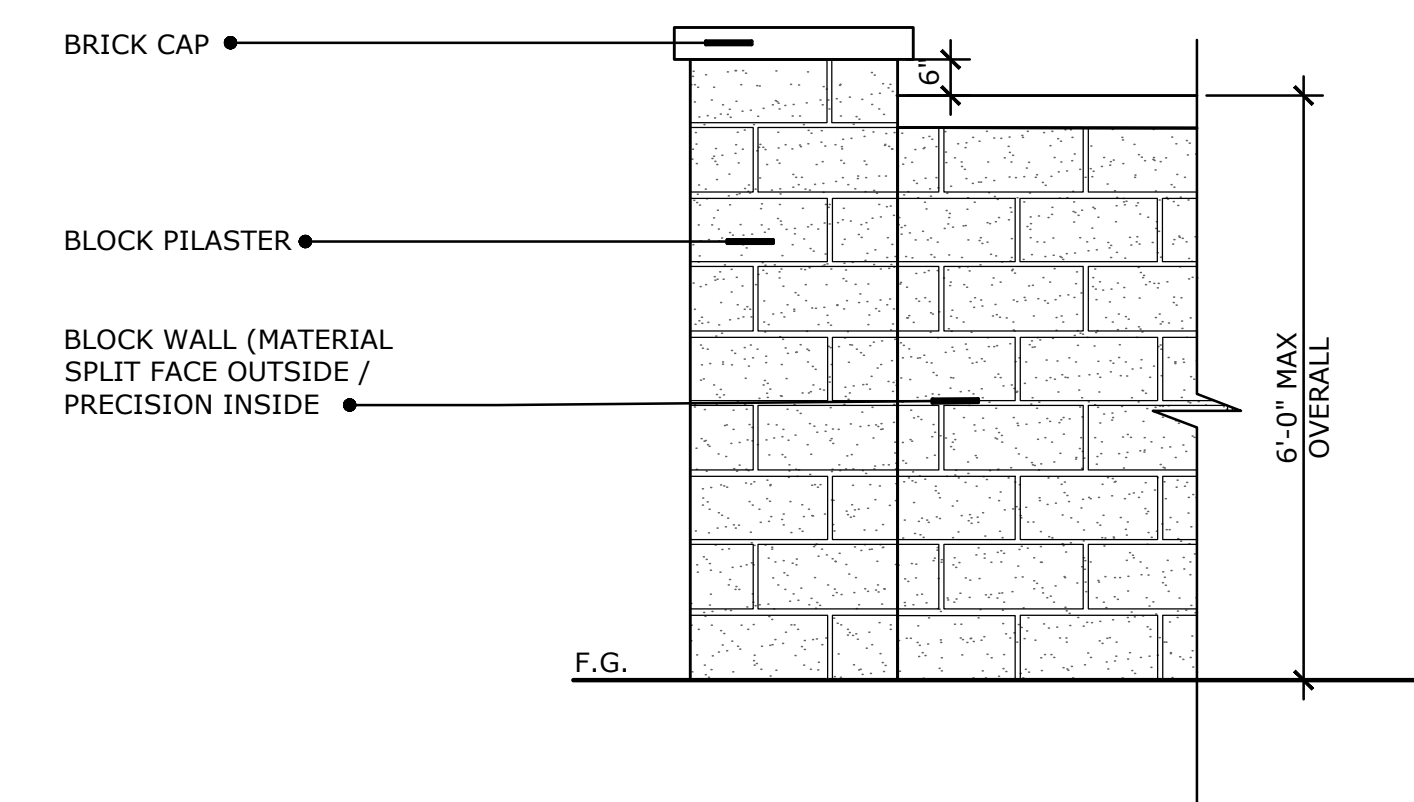 BRICK CAP
6"
BLOCK PILASTER
BLOCK WALL (MATERIAL
SPLIT FACE OUTSIDE /
PRECISION INSIDE
6'-0" MAX
OVERALL
F.G.